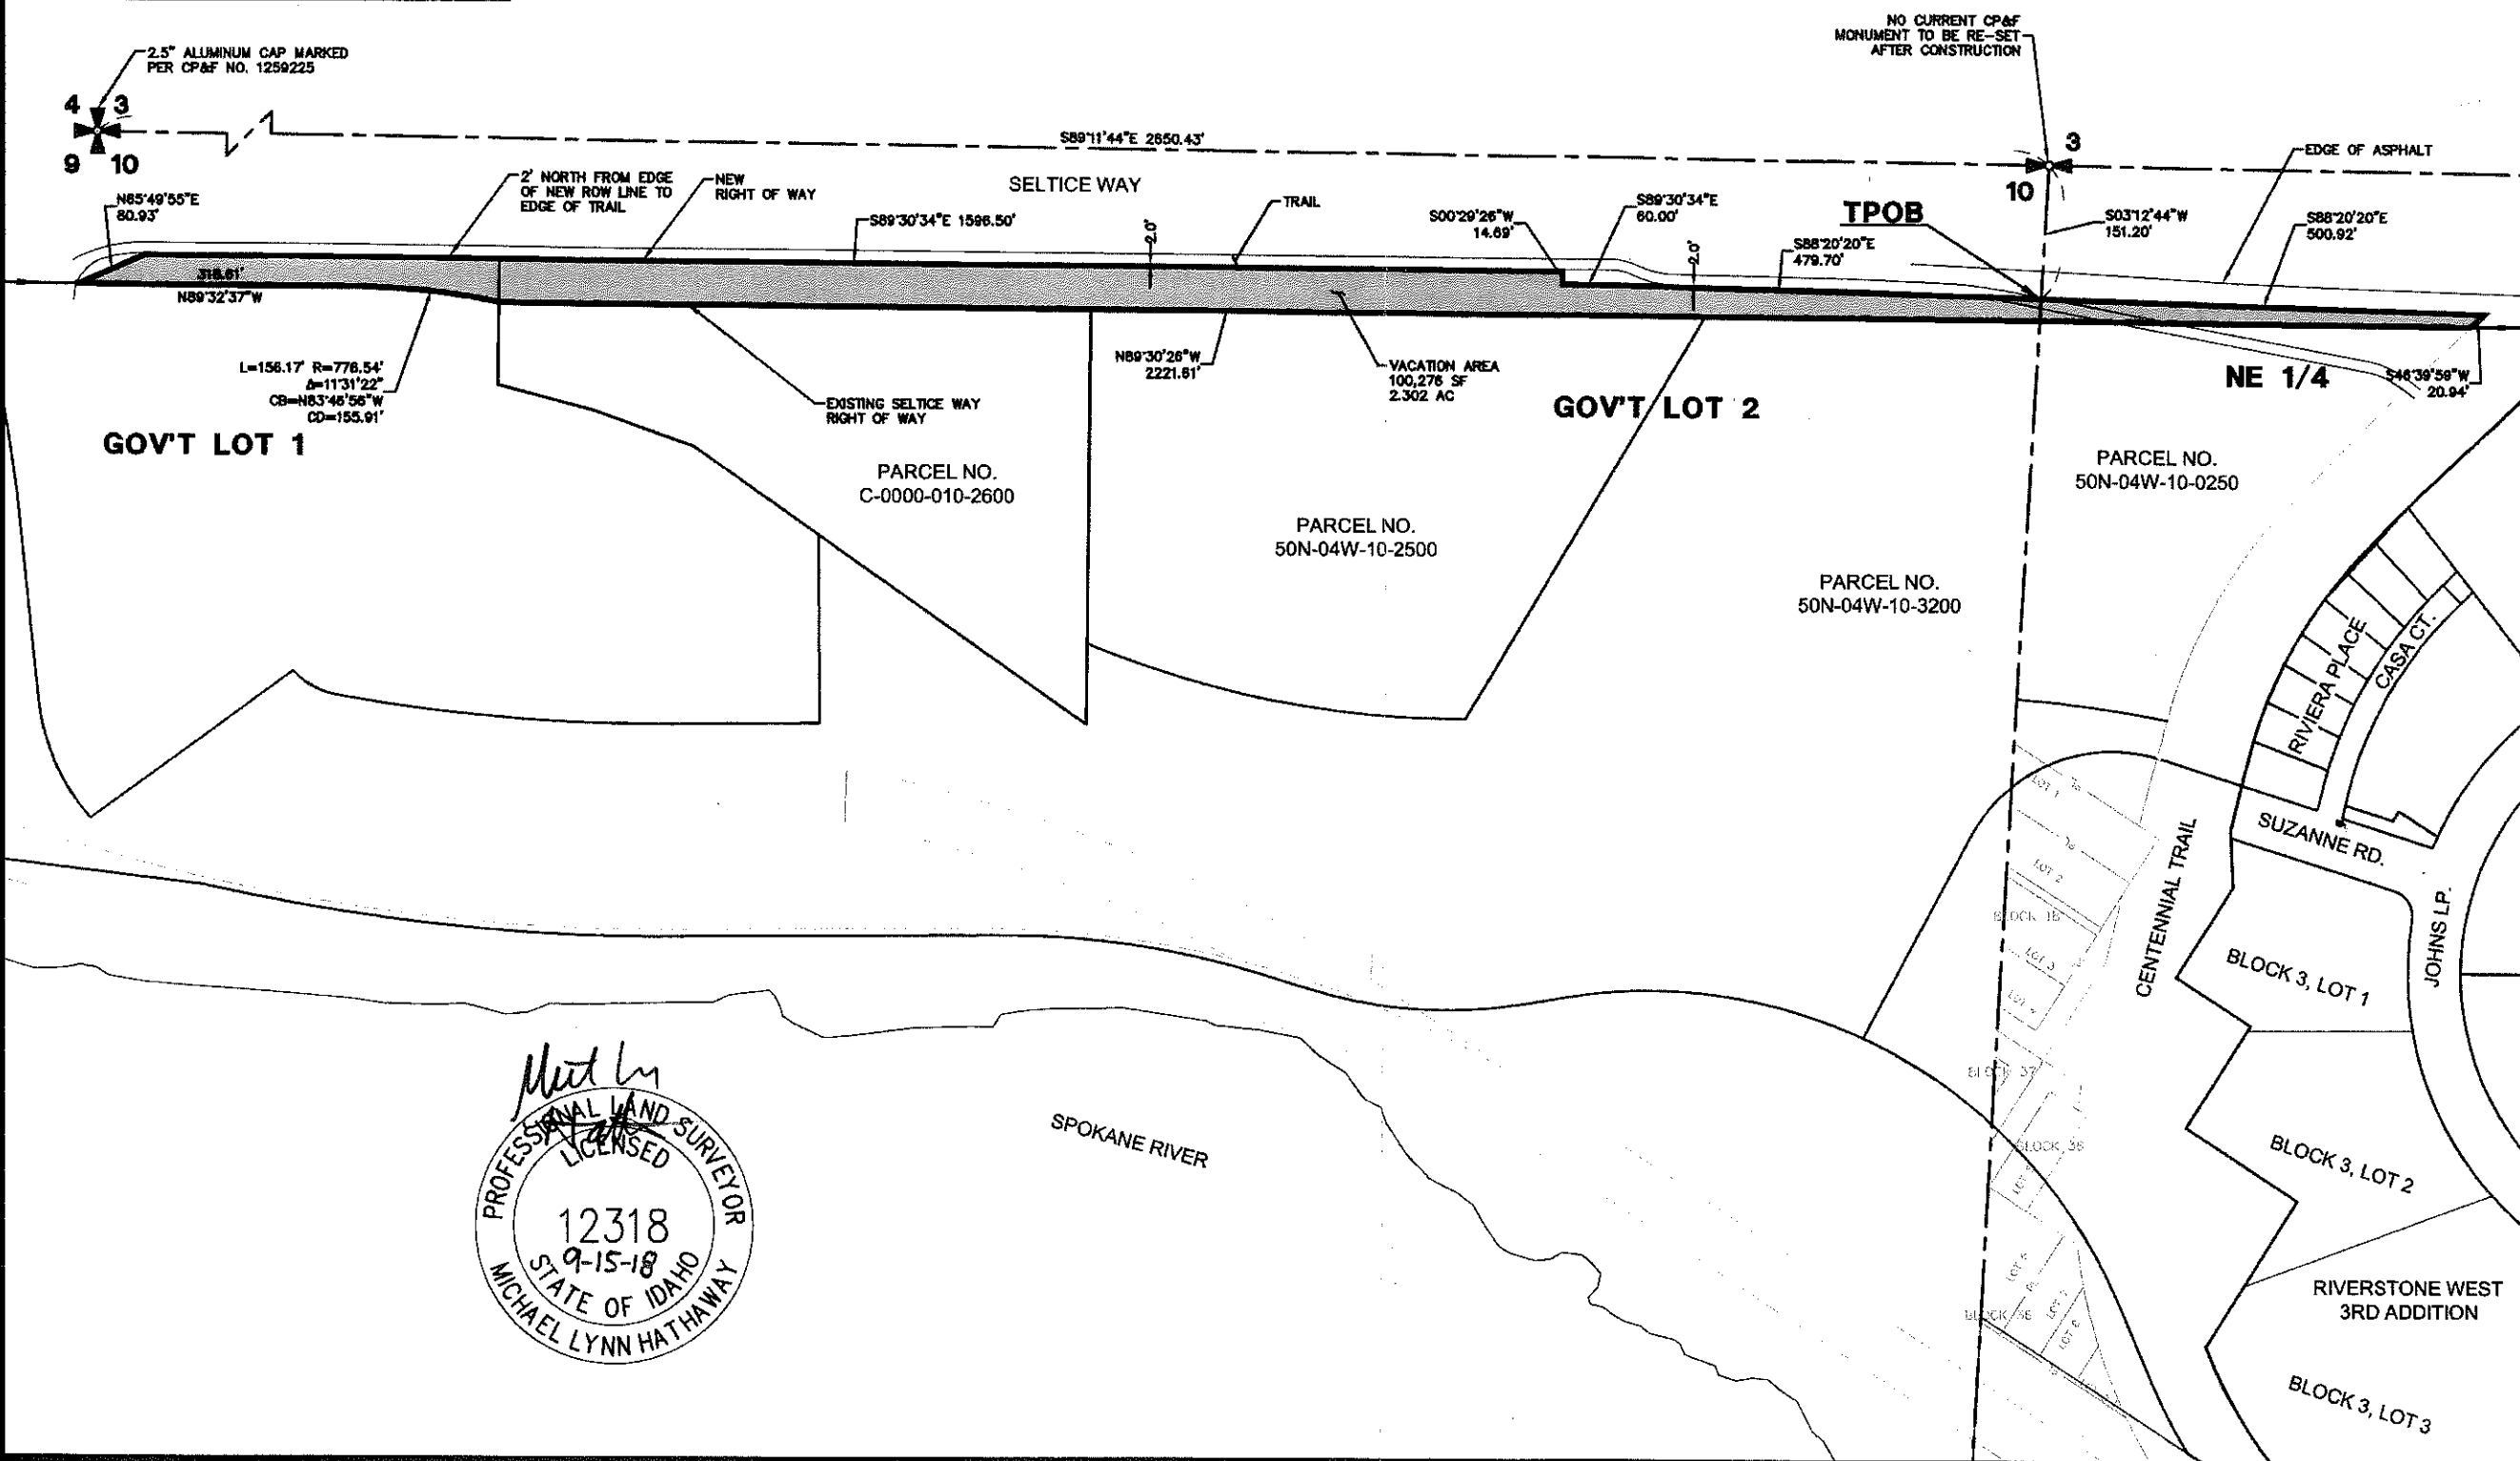 NO CURRENT CP&F
MONUMENT TO BE RE-SET
AFTER CONSTRUCTION
2.5" ALUMINUM CAP MARKED
PER CP&F NO. 1259225
4 3
9 10
S89°11'44"E 2650.43'
3
10
EDGE OF ASPHALT
N65°49'55"E
80.93'
2' NORTH FROM EDGE
OF NEW ROW LINE TO
EDGE OF TRAIL
NEW
RIGHT OF WAY
SELTICE WAY
S89°30'34"E 1596.50'
2.0'
TRAIL
S00°29'26"W
14.69'
S89°30'34"E
60.00'
2.0'
S88°20'20"E
479.70'
TPOB
S03°12'44"W
151.20'
S88°20'20"E
500.92'
318.61'
N89°32'37"W
L=156.17' R=776.54'
Δ=11°31'22"
CB=N83°46'56"W
CD=155.91'
GOV'T LOT 1
EXISTING SELTICE WAY
RIGHT OF WAY
N89°30'26"W
2221.61'
VACATION AREA
100,276 SF
2.302 AC
GOV'T LOT 2
NE 1/4
S46°39'59"W
20.94'
PARCEL NO.
C-0000-010-2600
PARCEL NO.
50N-04W-10-2500
PARCEL NO.
50N-04W-10-3200
PARCEL NO.
50N-04W-10-0250
RIVIERA PLACE
CASA CT.
SUZANNE RD.
CENTENNIAL TRAIL
JOHNS LP.
LOT 1
LOT 2
LOT 3
BLOCK 37
BLOCK 3, LOT 1
BLOCK 3, LOT 2
RIVERSTONE WEST
3RD ADDITION
BLOCK 3, LOT 3
SPOKANE RIVER
PROFESSIONAL LAND SURVEYOR
LICENSED
12318
9-15-18
STATE OF IDAHO
MICHAEL LYNN HATHAWAY